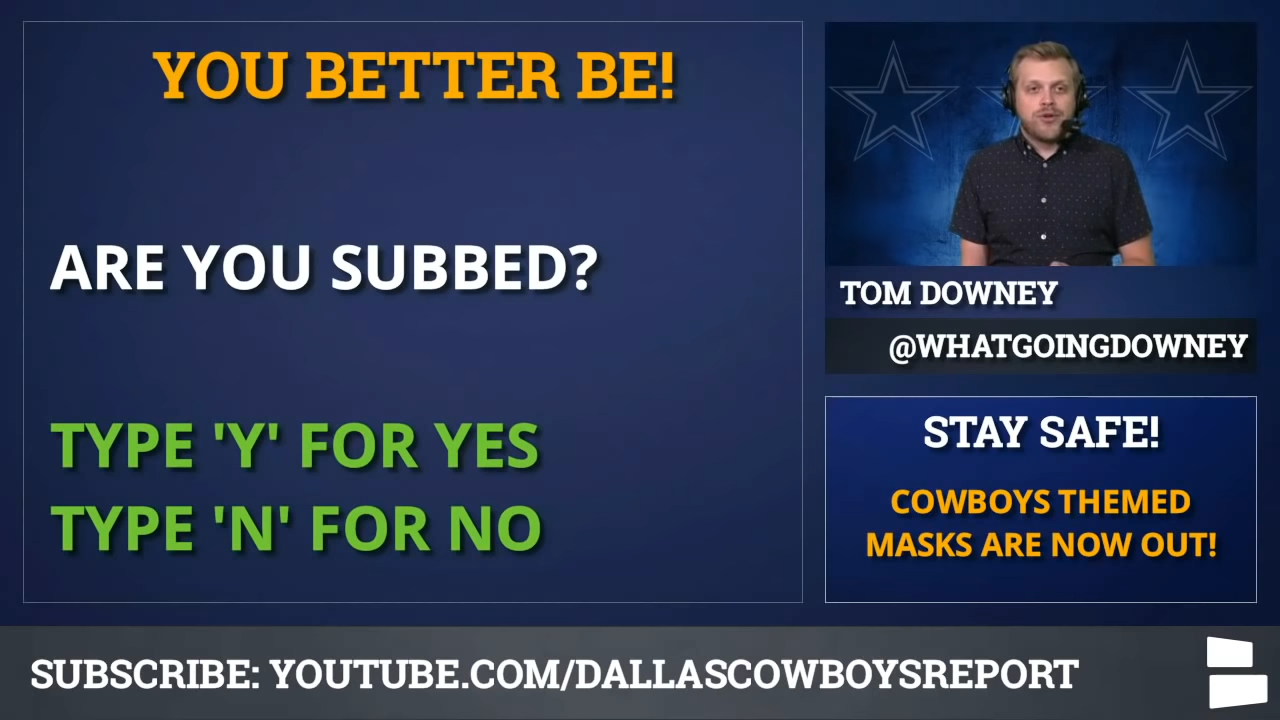 YOU BETTER BE!
ARE YOU SUBBED?
TYPE 'Y' FOR YES
TYPE 'N' FOR NO
TOM DOWNEY
@WHATGOINGDOWNEY
STAY SAFE!
COWBOYS THEMED
MASKS ARE NOW OUT!
SUBSCRIBE: YOUTUBE.COM/DALLASCOWBOYSREPORT